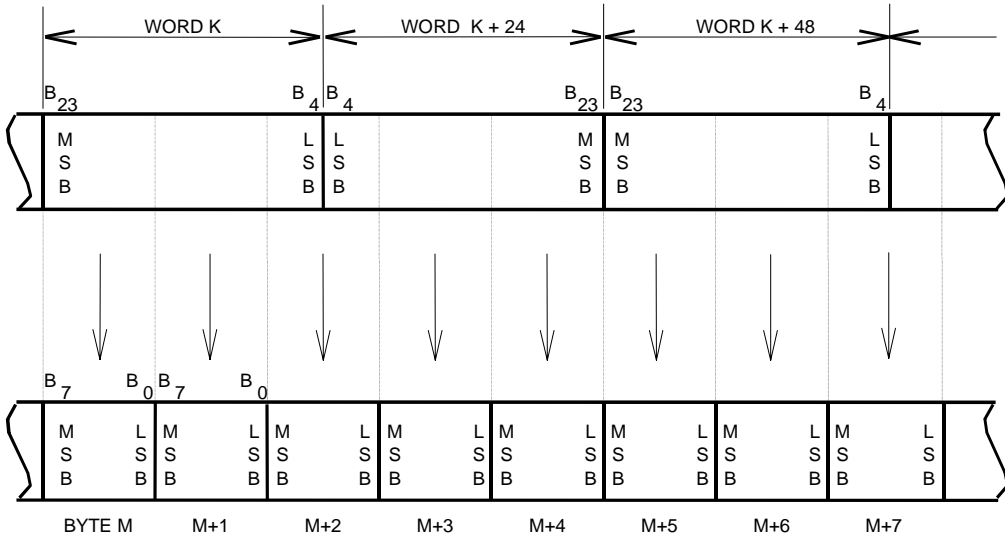 WORD K WORD K + 24 WORD K + 48
B23 B4 B4 B23 B23 B4
M L L M M L
S S S S S S
B B B B B B
B7 B0 B7 B0
M L M L M L M L M L M L M L M L
S S S S S S S S S S S S S S S S
B B B B B B B B B B B B B B B B
BYTE M M+1 M+2 M+3 M+4 M+5 M+6 M+7